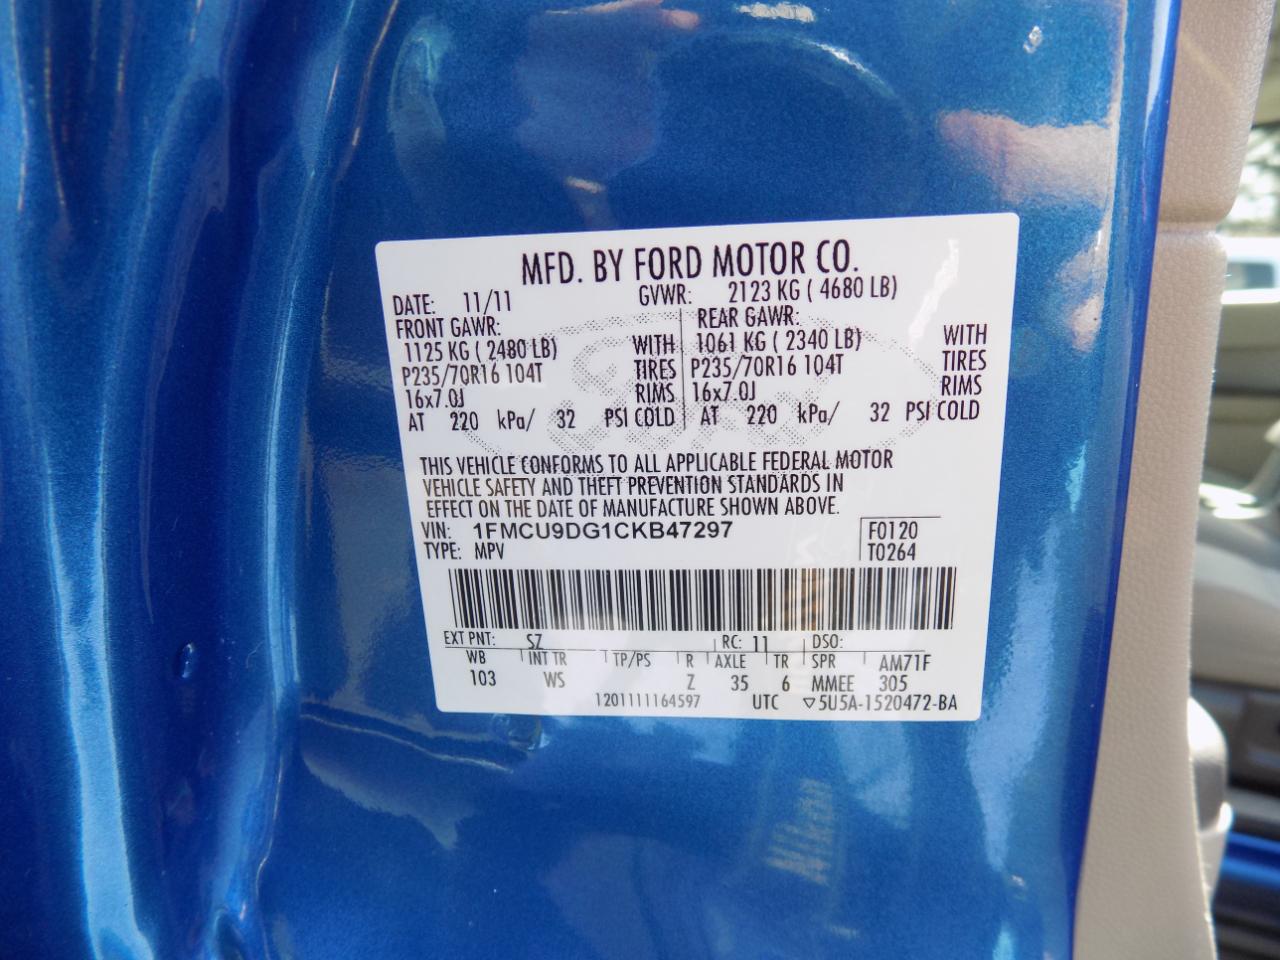 MFD. BY FORD MOTOR CO.
DATE: 11/11 GVWR: 2123 KG ( 4680 LB)
FRONT GAWR: REAR GAWR:
1125 KG ( 2480 LB) WITH 1061 KG ( 2340 LB) WITH
P235/70R16 104T TIRES P235/70R16 104T TIRES
16x7.0J RIMS 16x7.0J RIMS
AT 220 kPa/ 32 PSI COLD AT 220 kPa/ 32 PSI COLD
THIS VEHICLE CONFORMS TO ALL APPLICABLE FEDERAL MOTOR
VEHICLE SAFETY AND THEFT PREVENTION STANDARDS IN
EFFECT ON THE DATE OF MANUFACTURE SHOWN ABOVE.
VIN: 1FMCU9DG1CKB47297 F0120
TYPE: MPV T0264
EXT PNT: SZ RC: 11 DSO:
WB INT TR TP/PS R AXLE TR SPR AM71F
103 WS Z 35 6 MMEE 305
1201111164597 UTC ▽5U5A-1520472-BA
Ford
Nikon